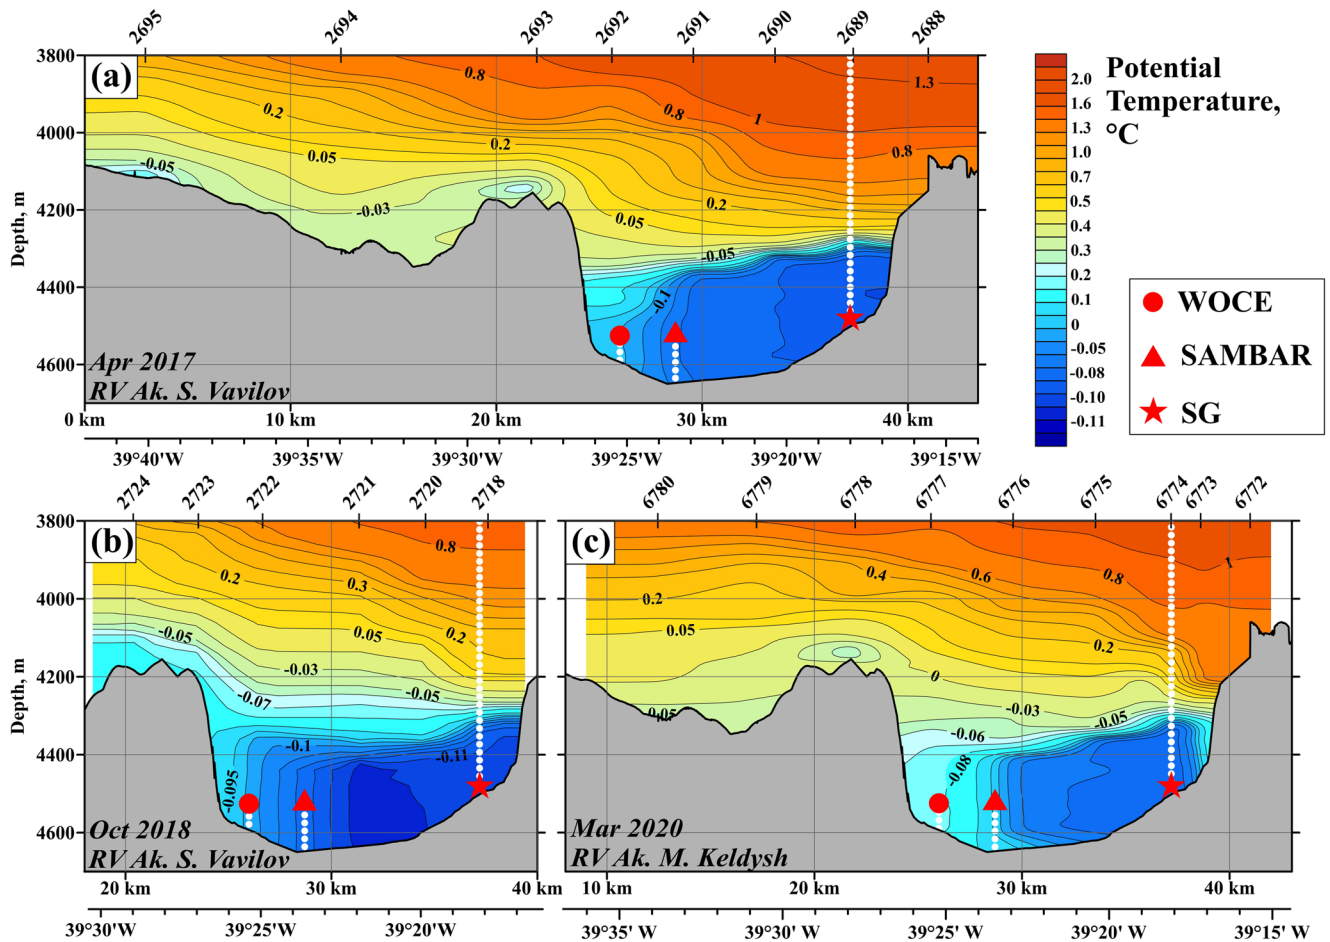 2695 2694 2693 2692 2691 2690 2689 2688
(a)
3800
4000
4200
4400
4600
Depth, m
0.8
1.3
0.2
0.8
1
0.2
0.05
0.8
-0.05
0.2
-0.03
0.05
-0.05
-0.1
Apr 2017
RV Ak. S. Vavilov
0 km 10 km 20 km 30 km 40 km
39°40'W 39°35'W 39°30'W 39°25'W 39°20'W 39°15'W
Potential
Temperature,
°C
2.0
1.6
1.3
1.0
0.7
0.5
0.4
0.3
0.2
0.1
0
-0.05
-0.08
-0.10
-0.11
WOCE
SAMBAR
SG
2724 2723 2722 2721 2720 2718
(b)
3800
4000
4200
4400
4600
Depth, m
0.8
0.2
0.3
-0.05
0.05
0.2
-0.03
-0.07
-0.05
-0.1
-0.11
-0.095
Oct 2018
RV Ak. S. Vavilov
20 km 30 km 40 km
39°30'W 39°25'W 39°20'W
6780 6779 6778 6777 6776 6775 6774 6773 6772
(c)
1
0.4
0.6
0.8
0.2
0.05
0.2
0
0.05
-0.03
-0.05
-0.06
-0.08
Mar 2020
RV Ak. M. Keldysh
10 km 20 km 30 km 40 km
39°35'W 39°30'W 39°25' W 39°20'W 39°15'W